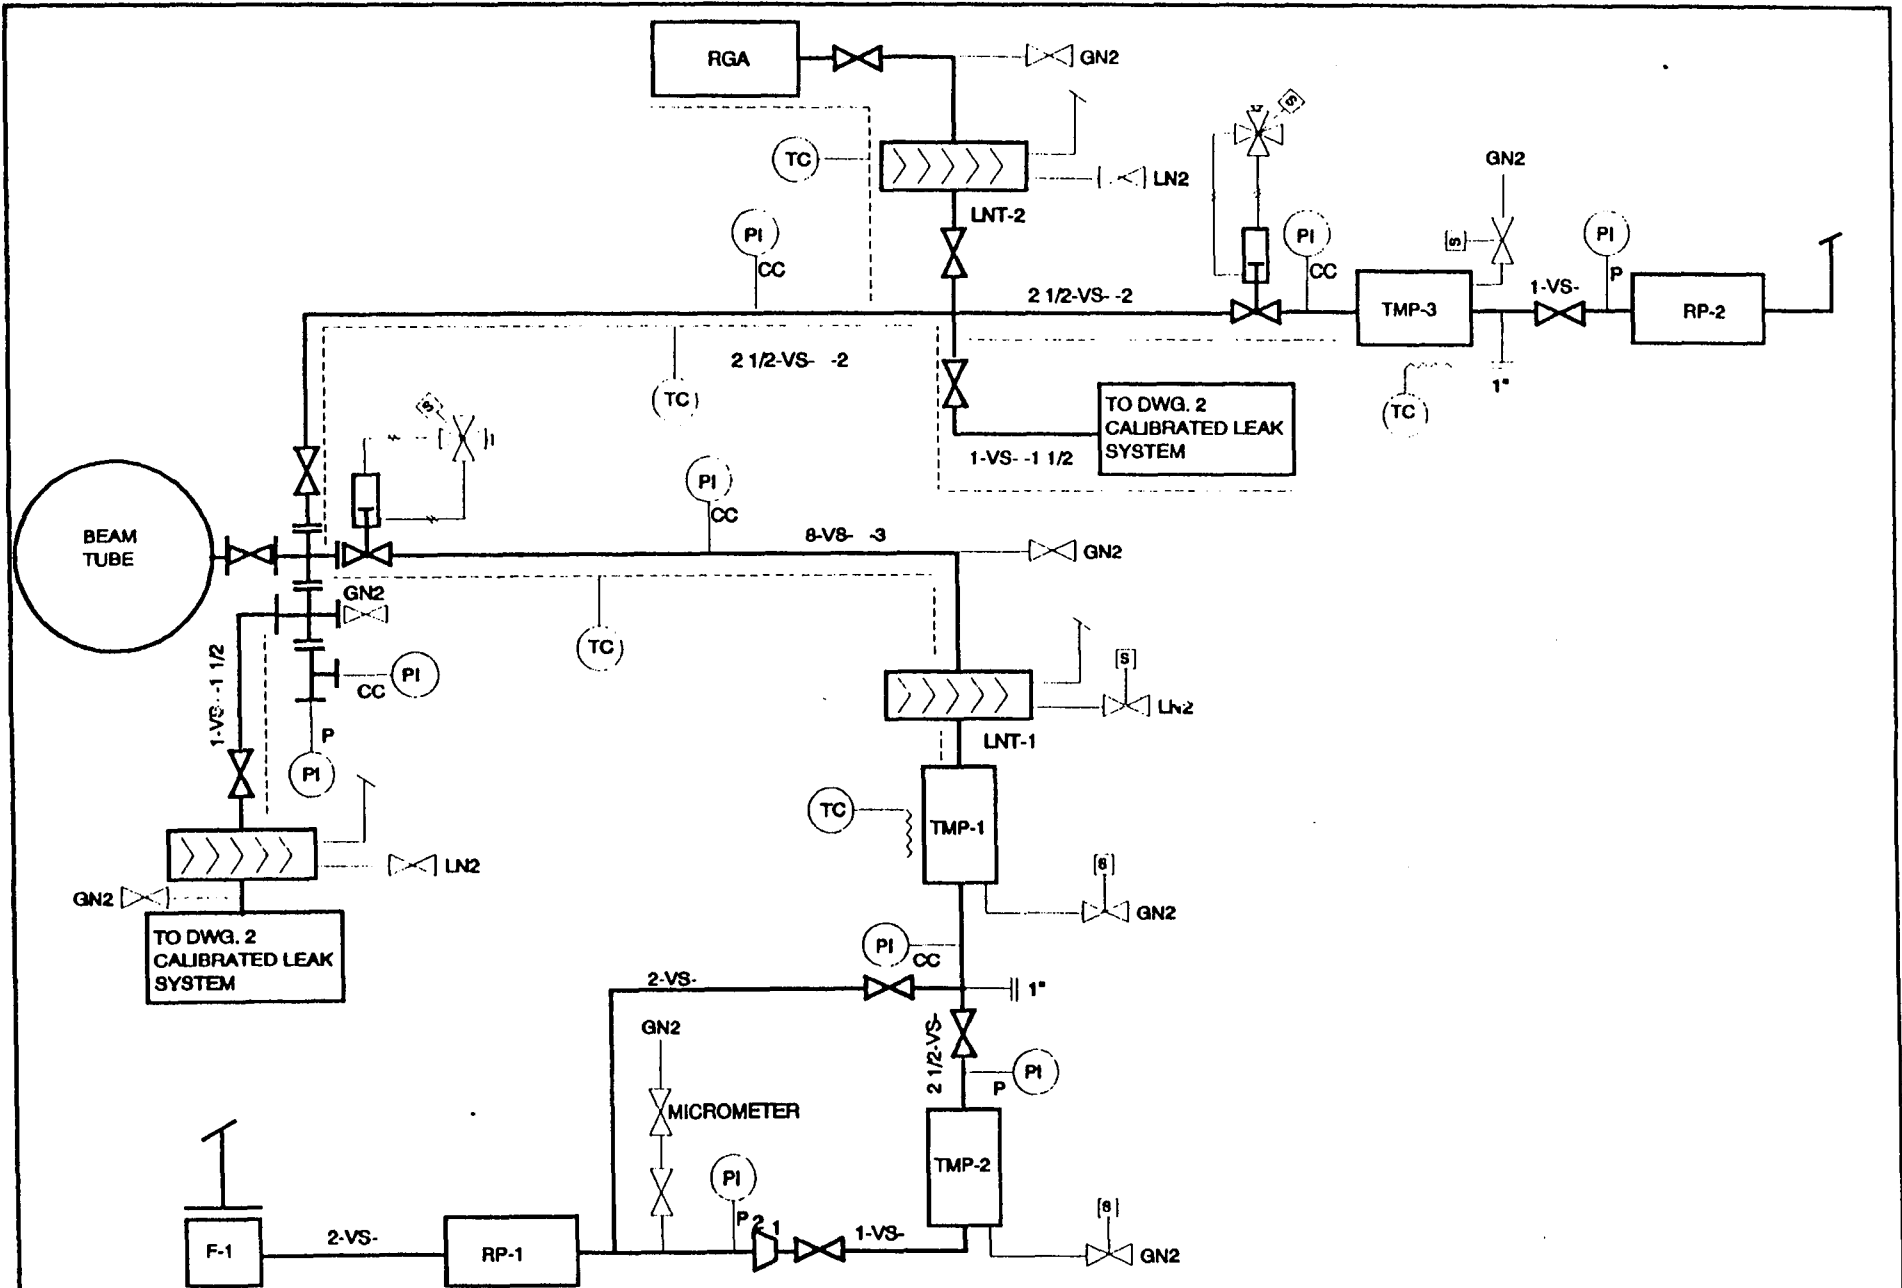 RGA
GN2
S
TC
LN2
GN2
LNT-2
S
PI
CC
PI
CC
PI
P
2 1/2-VS- -2
TMP-3
1-VS-
RP-2
2 1/2-VS- -2
TC
1"
TC
TO DWG. 2
CALIBRATED LEAK
SYSTEM
1-VS- -1 1/2
S
PI
CC
BEAM
TUBE
8-VS- -3
GN2
GN2
TC
1-VS- -1 1/2
PI
CC
P
PI
S
LN2
LNT-1
TC
TMP-1
LN2
GN2
S
GN2
TO DWG. 2
CALIBRATED LEAK
SYSTEM
PI
CC
2-VS-
1"
GN2
2 1/2-VS-
PI
P
MICROMETER
TMP-2
PI
P
2
1
1-VS-
S
GN2
F-1
2-VS-
RP-1